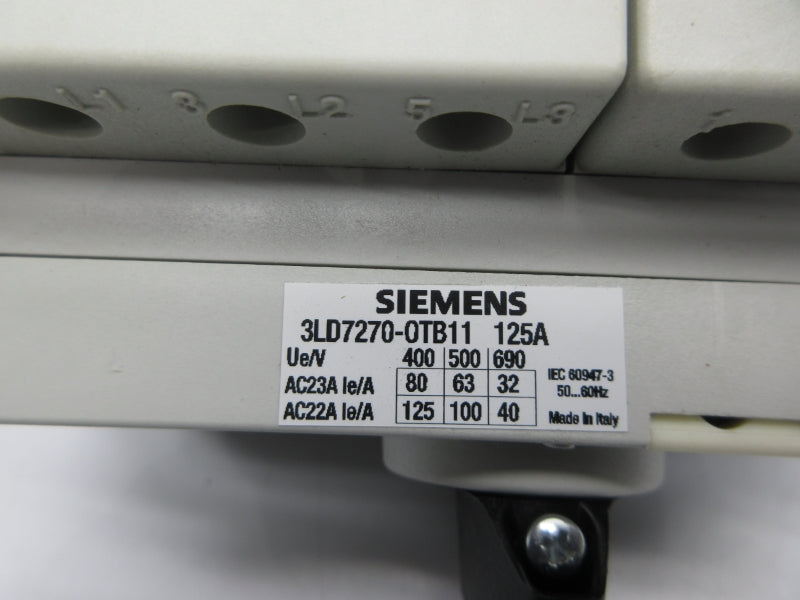 L1 3 L2 5 L3 1
SIEMENS
3LD7270-0TB11 125A
Ue/V 400 500 690
AC23A Ie/A 80 63 32
AC22A Ie/A 125 100 40
IEC 60947-3
50...60Hz
Made in Italy